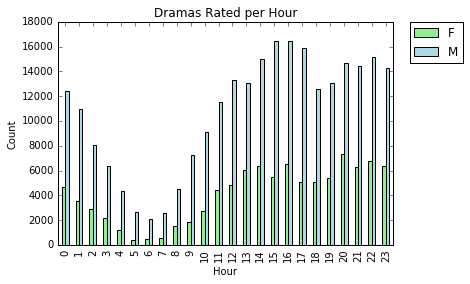 Dramas Rated per Hour
18000
16000
14000
12000
10000
8000
6000
4000
2000
0
Count
0 1 2 3 4 5 6 7 8 9 10 11 12 13 14 15 16 17 18 19 20 21 22 23
Hour
F
M